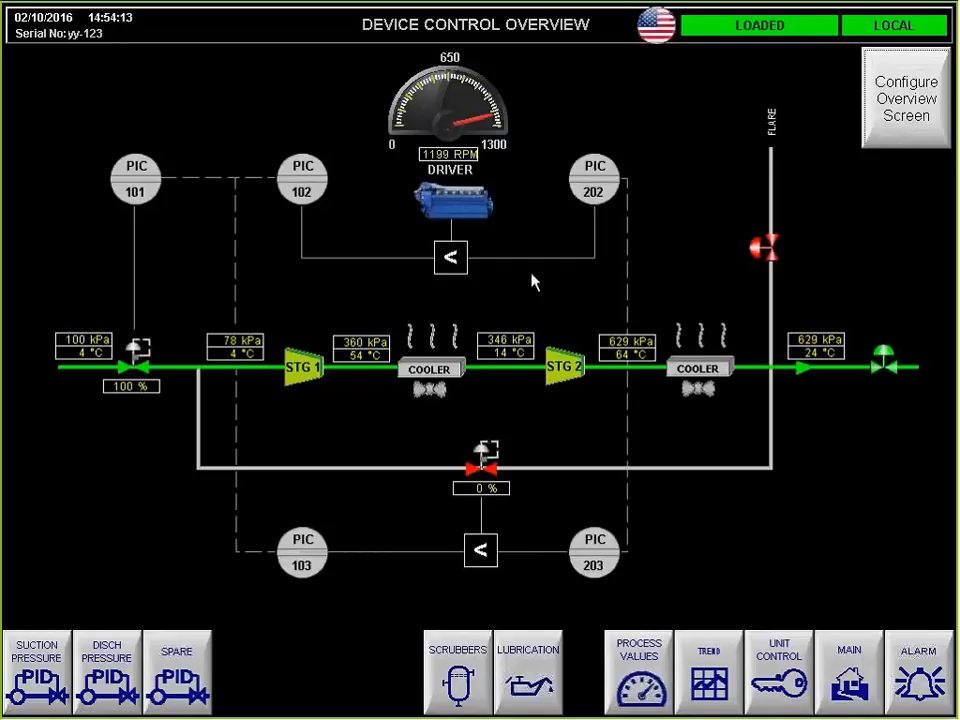 02/10/2016 14:54:13
Serial No:yy-123
DEVICE CONTROL OVERVIEW
LOADED
LOCAL
Configure
Overview
Screen
650
0
1300
1199 RPM
DRIVER
FLARE
PIC
101
PIC
102
PIC
202
<
100 kPa
4 °C
78 kPa
4 °C
360 kPa
54 °C
346 kPa
14 °C
629 kPa
64 °C
629 kPa
24 °C
100 %
STG 1
COOLER
STG 2
COOLER
0 %
PIC
103
<
PIC
203
SUCTION
PRESSURE
PID
DISCH
PRESSURE
PID
SPARE
PID
SCRUBBERS
LUBRICATION
PROCESS
VALUES
TREND
UNIT
CONTROL
MAIN
ALARM